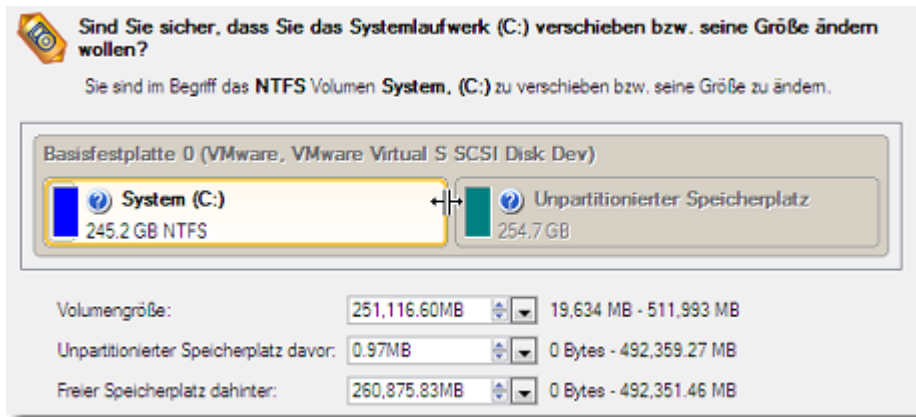 Sind Sie sicher, dass Sie das Systemlaufwerk (C:) verschieben bzw. seine Größe ändern
wollen?
Sie sind im Begriff das NTFS Volumen System, (C:) zu verschieben bzw. seine Größe zu ändern.
Basisfestplatte 0 (VMware, VMware Virtual S SCSI Disk Dev)
System (C:)
245.2 GB NTFS
Unpartitionierter Speicherplatz
254.7 GB
Volumengröße: 251,116.60MB 19,634 MB - 511,993 MB
Unpartitionierter Speicherplatz davor: 0.97MB 0 Bytes - 492,359.27 MB
Freier Speicherplatz dahinter: 260,875.83MB 0 Bytes - 492,351.46 MB